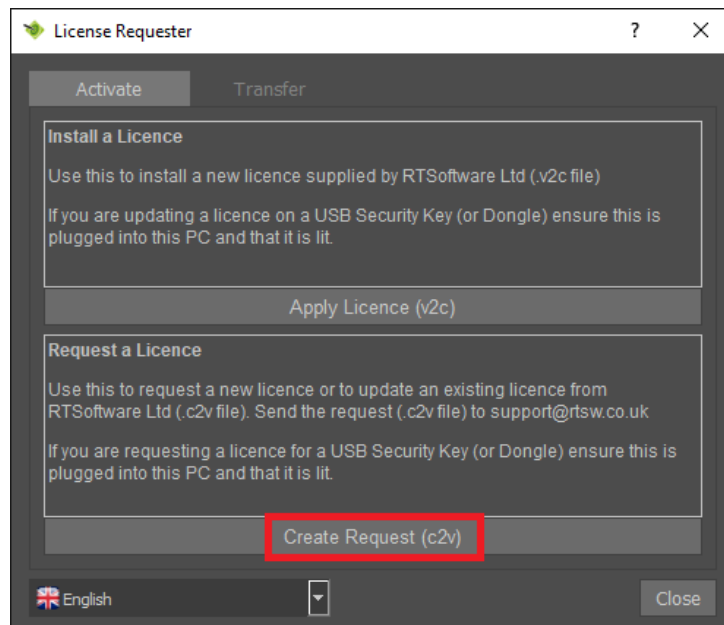 License Requester
Activate
Transfer
Install a Licence
Use this to install a new licence supplied by RTSoftware Ltd (.v2c file)
If you are updating a licence on a USB Security Key (or Dongle) ensure this is
plugged into this PC and that it is lit.
Apply Licence (v2c)
Request a Licence
Use this to request a new licence or to update an existing licence from
RTSoftware Ltd (.c2v file). Send the request (.c2v file) to support@rtsw.co.uk
If you are requesting a licence for a USB Security Key (or Dongle) ensure this is
plugged into this PC and that it is lit.
Create Request (c2v)
English
Close